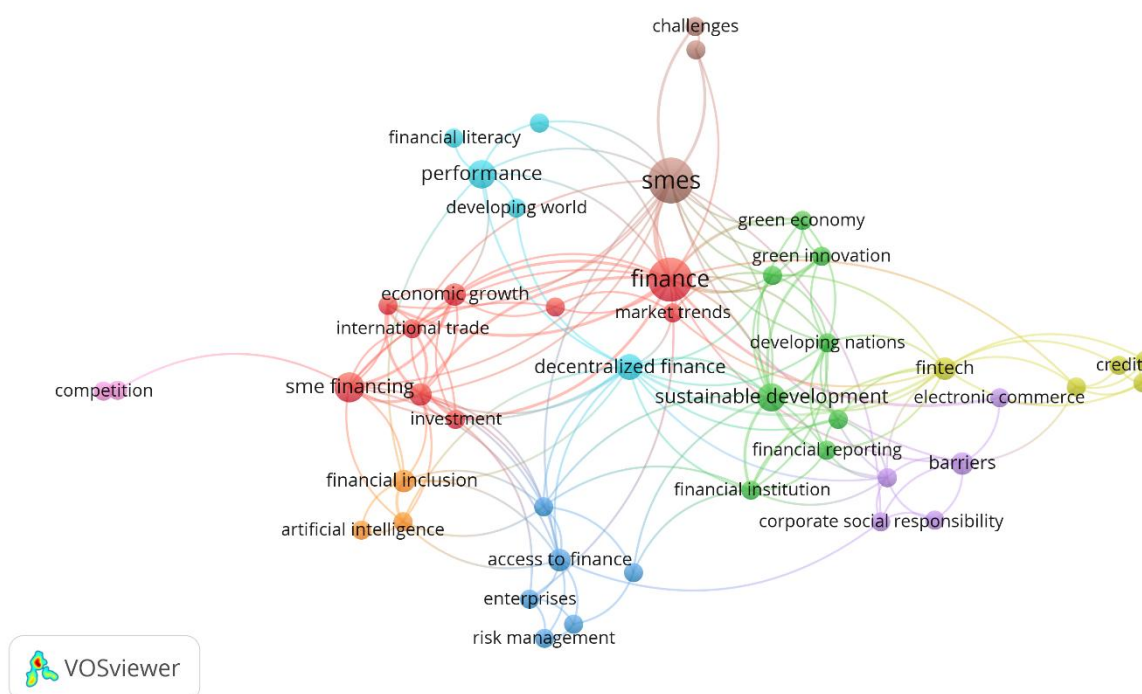 challenges
financial literacy
performance
smes
developing world
green economy
green innovation
finance
economic growth
market trends
international trade
developing nations
decentralized finance
fintech
credit
competition
sme financing
sustainable development
electronic commerce
investment
financial reporting
barriers
financial inclusion
financial institution
artificial intelligence
corporate social responsibility
access to finance
enterprises
risk management
VOSviewer